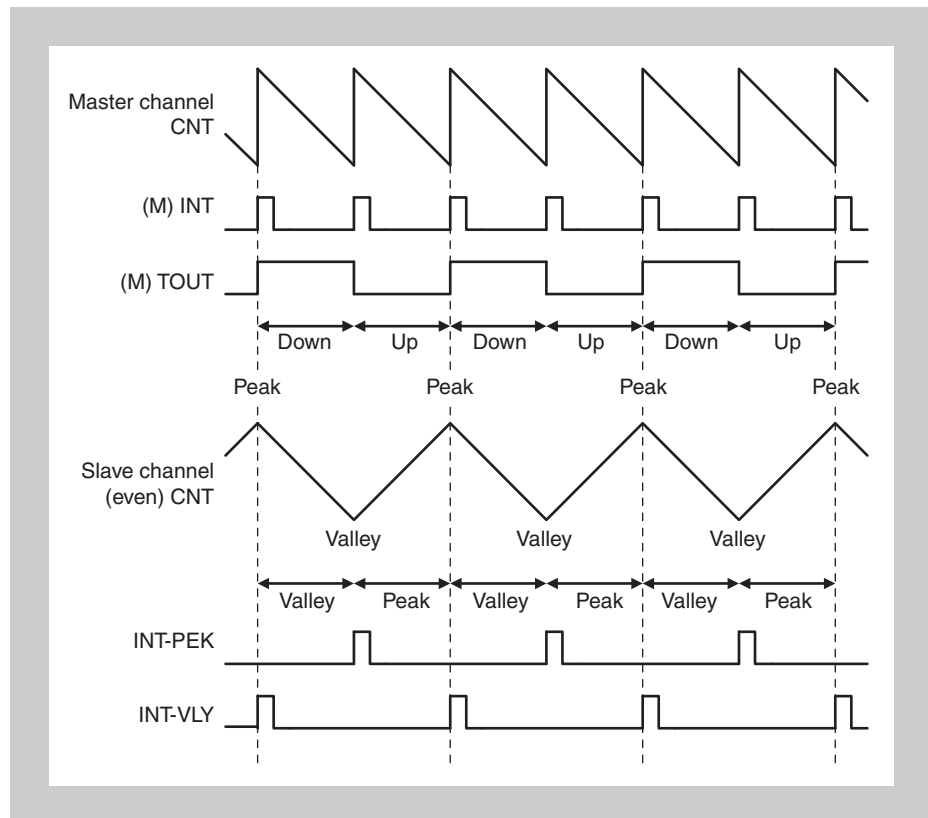 Master channel
CNT
(M) INT
(M) TOUT
Down Up Down Up Down Up
Peak Peak Peak Peak
Slave channel
(even) CNT
Valley Valley Valley
Valley Peak Valley Peak Valley Peak
INT-PEK
INT-VLY